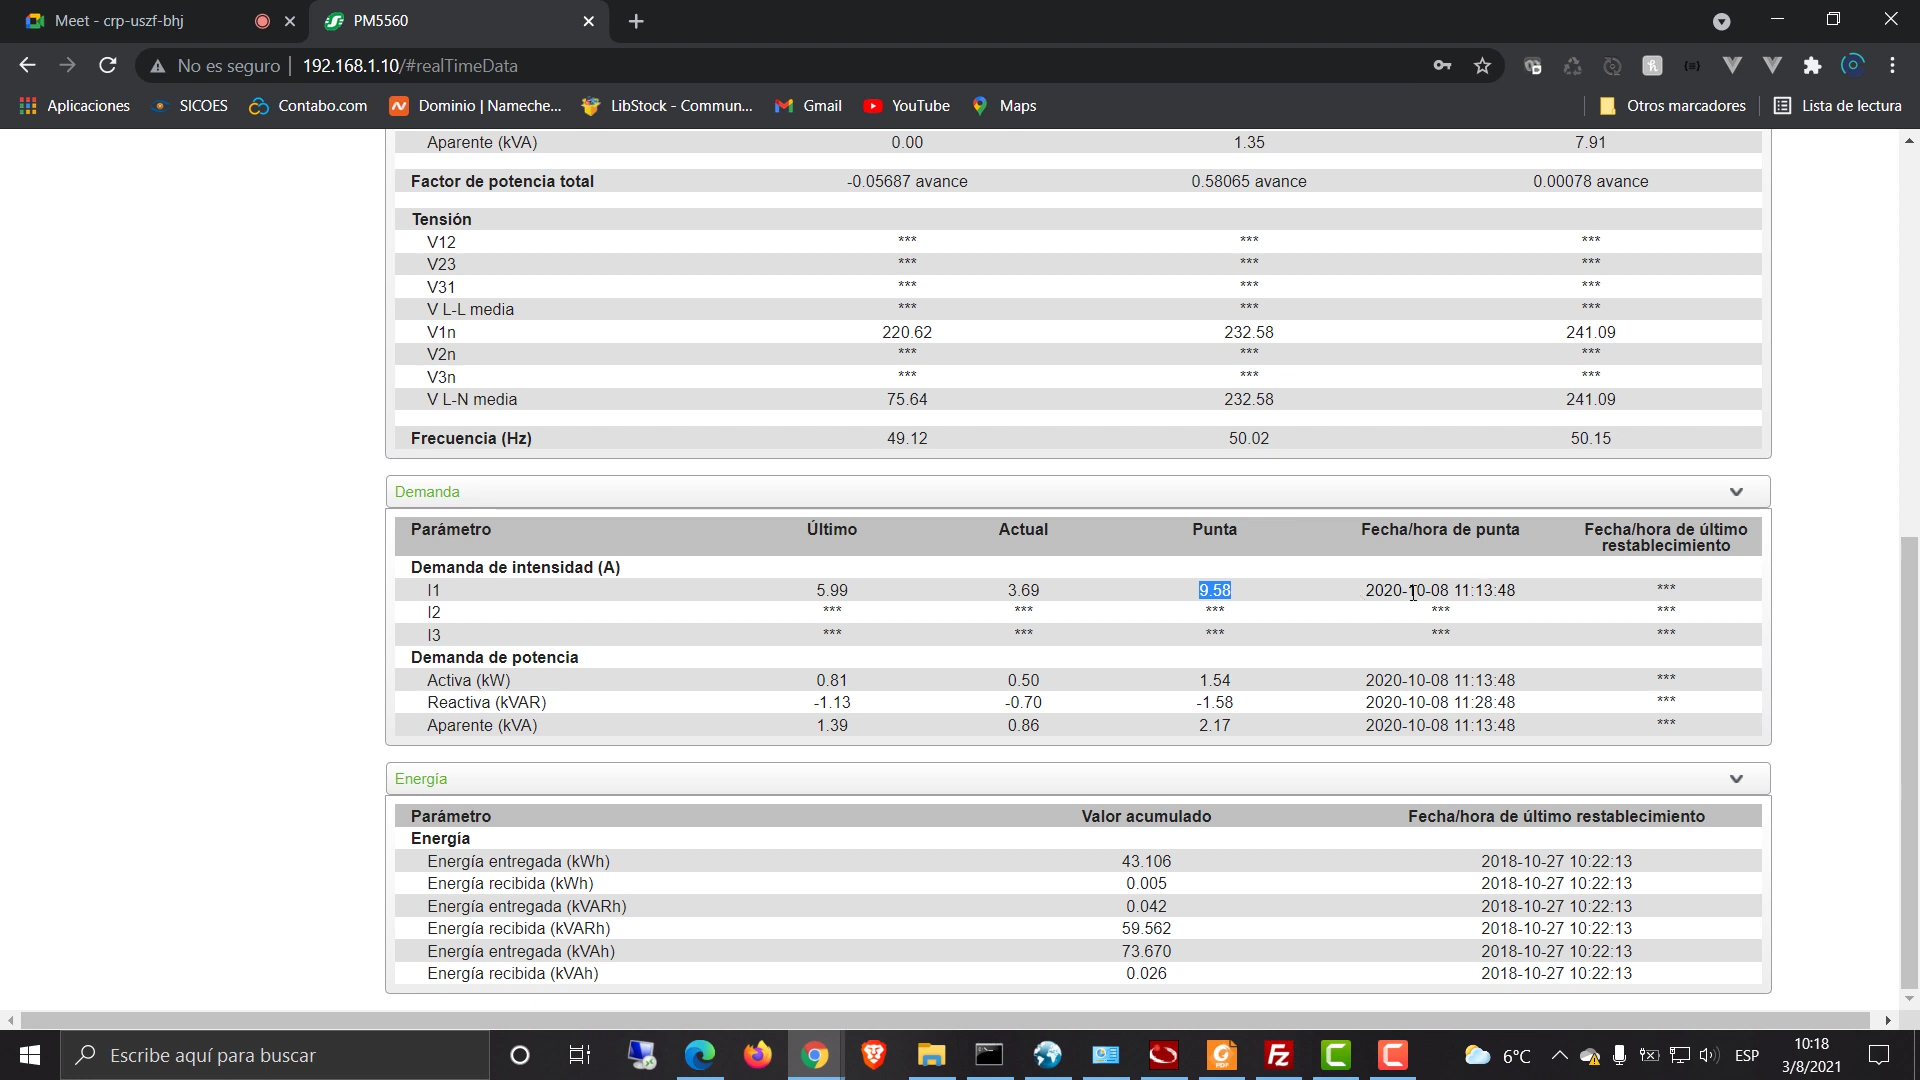 Meet - crp-uszf-bhj
PM5560
No es seguro
192.168.1.10/#realTimeData
Aplicaciones SICOES Contabo.com Dominio | Nameche... LibStock - Commun... Gmail YouTube Maps Otros marcadores Lista de lectura
Aparente (kVA) 0.00 1.35 7.91
Factor de potencia total -0.05687 avance 0.58065 avance 0.00078 avance
Tensión
V12 *** *** ***
V23 *** *** ***
V31 *** *** ***
V L-L media *** *** ***
V1n 220.62 232.58 241.09
V2n *** *** ***
V3n *** *** ***
V L-N media 75.64 232.58 241.09
Frecuencia (Hz) 49.12 50.02 50.15
Demanda
Parámetro Último Actual Punta Fecha/hora de punta Fecha/hora de último restablecimiento
Demanda de intensidad (A)
I1 5.99 3.69 9.58 2020-10-08 11:13:48 ***
I2 *** *** *** *** ***
I3 *** *** *** *** ***
Demanda de potencia
Activa (kW) 0.81 0.50 1.54 2020-10-08 11:13:48 ***
Reactiva (kVAR) -1.13 -0.70 -1.58 2020-10-08 11:28:48 ***
Aparente (kVA) 1.39 0.86 2.17 2020-10-08 11:13:48 ***
Energía
Parámetro Valor acumulado Fecha/hora de último restablecimiento
Energía
Energía entregada (kWh) 43.106 2018-10-27 10:22:13
Energía recibida (kWh) 0.005 2018-10-27 10:22:13
Energía entregada (kVARh) 0.042 2018-10-27 10:22:13
Energía recibida (kVARh) 59.562 2018-10-27 10:22:13
Energía entregada (kVAh) 73.670 2018-10-27 10:22:13
Energía recibida (kVAh) 0.026 2018-10-27 10:22:13
Escribe aquí para buscar
6°C
ESP
10:18
3/8/2021